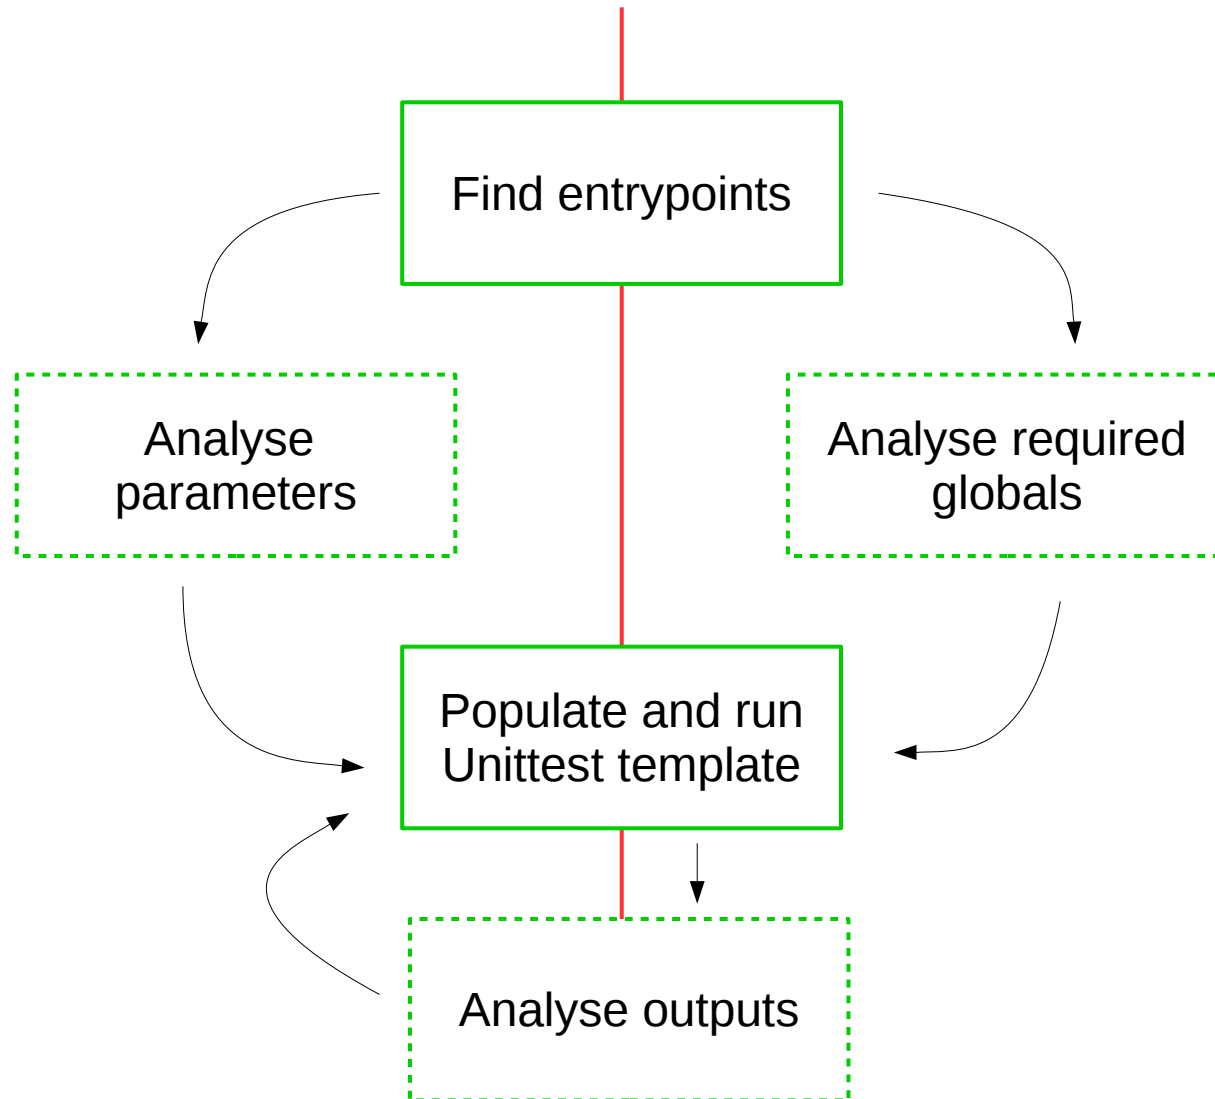 Find entrypoints
Analyse
parameters
Analyse required
globals
Populate and run
Unittest template
Analyse outputs